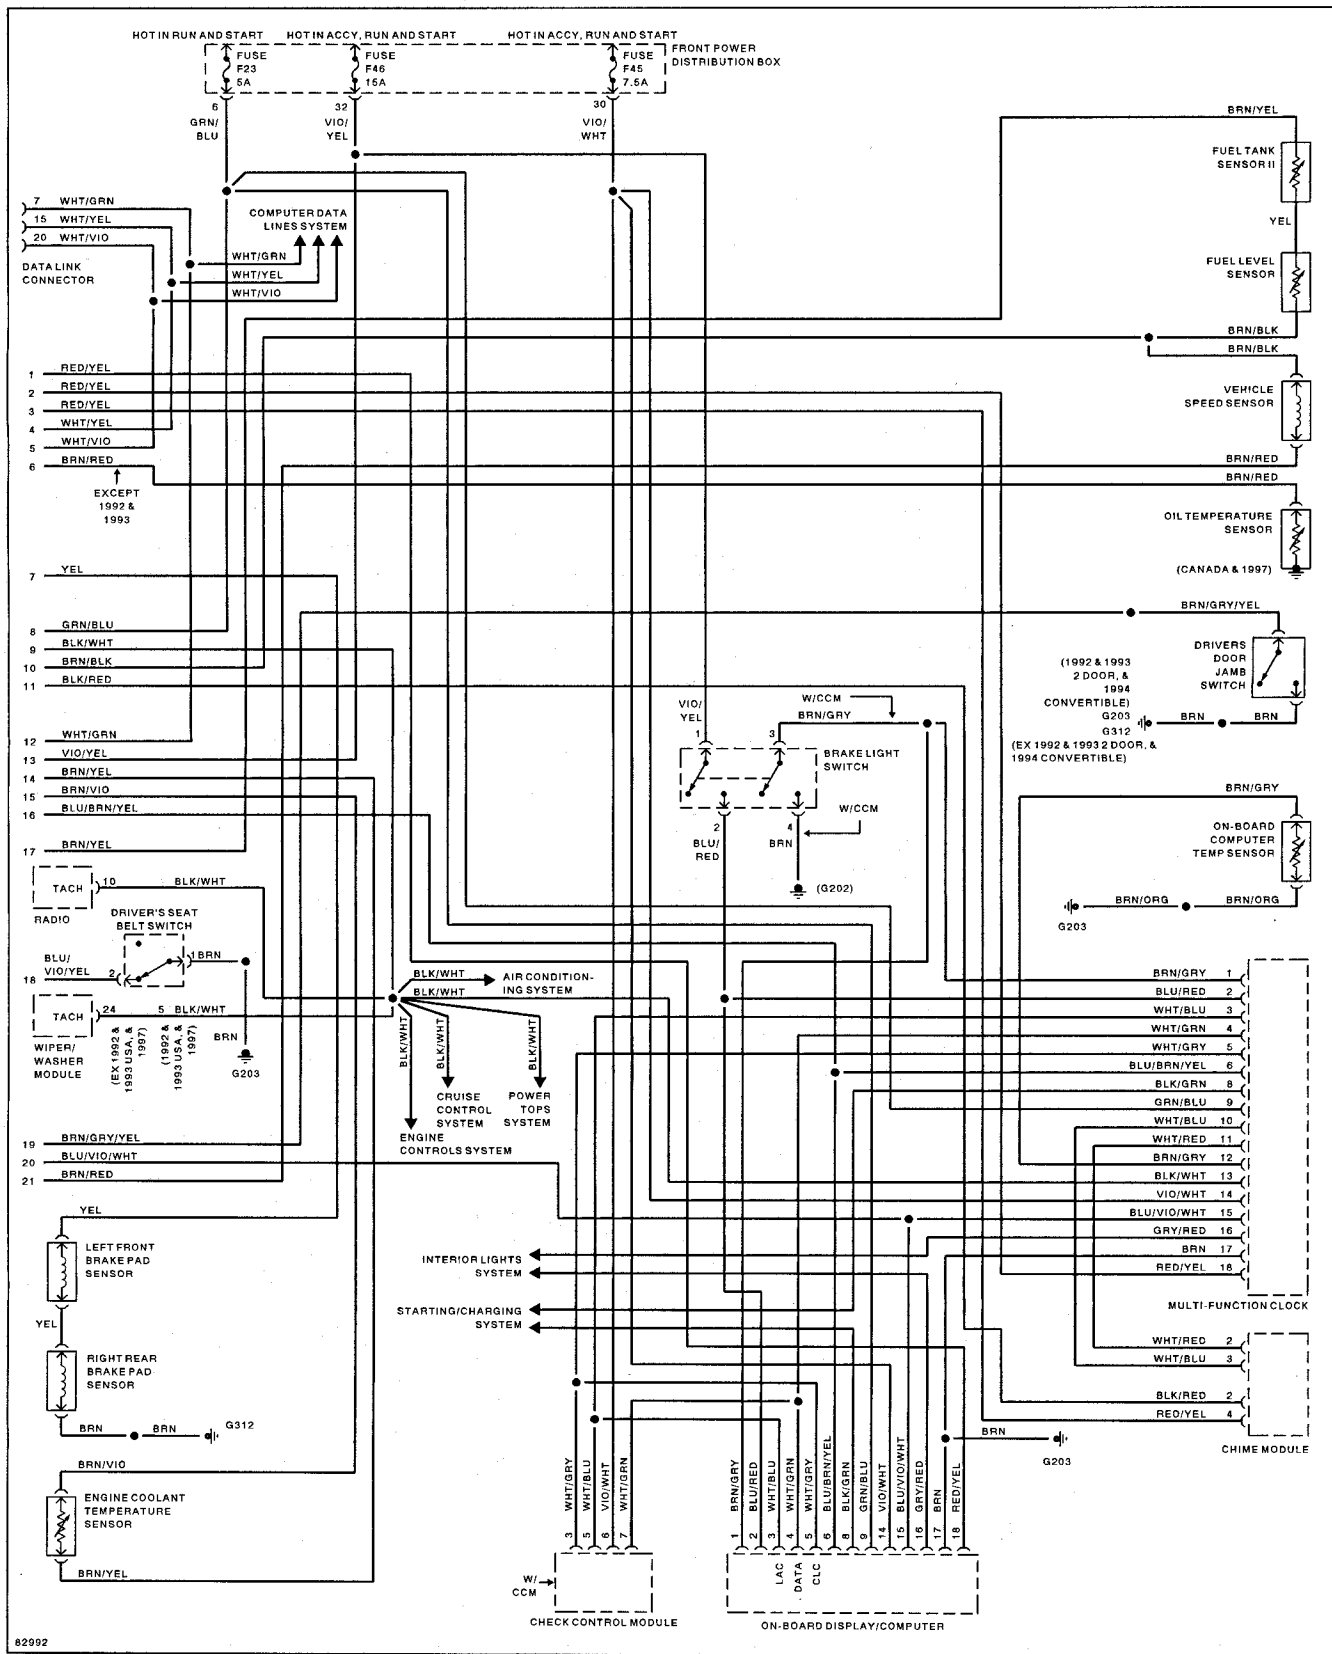 HOT IN RUN AND START
HOT IN ACCY, RUN AND START
HOT IN ACCY, RUN AND START
FUSE
F23
5A
FUSE
F46
15A
FUSE
F45
7.5A
FRONT POWER
DISTRIBUTION BOX
6
GRN/
BLU
32
VIO/
YEL
30
VIO/
WHT
BRN/YEL
FUEL TANK
SENSOR II
YEL
FUEL LEVEL
SENSOR
BRN/BLK
BRN/BLK
VEHICLE
SPEED SENSOR
BRN/RED
BRN/RED
OIL TEMPERATURE
SENSOR
(CANADA & 1997)
7 WHT/GRN
15 WHT/YEL
20 WHT/VIO
DATA LINK
CONNECTOR
COMPUTER DATA
LINES SYSTEM
WHT/GRN
WHT/YEL
WHT/VIO
1 RED/YEL
2 RED/YEL
3 RED/YEL
4 WHT/YEL
5 WHT/VIO
6 BRN/RED
EXCEPT
1992 &
1993
7 YEL
8 GRN/BLU
9 BLK/WHT
10 BRN/BLK
11 BLK/RED
12 WHT/GRN
13 VIO/YEL
14 BRN/YEL
15 BRN/VIO
16 BLU/BRN/YEL
17 BRN/YEL
BRN/GRY/YEL
DRIVERS
DOOR
JAMB
SWITCH
(1992 & 1993
2 DOOR, &
1994
CONVERTIBLE)
G203
G312
(EX 1992 & 1993 2 DOOR, &
1994 CONVERTIBLE)
BRN
BRN
W/CCM
BRN/GRY
VIO/
YEL
1
3
BRAKE LIGHT
SWITCH
W/CCM
2
BLU/
RED
4
BRN
(G202)
BRN/GRY
ON-BOARD
COMPUTER
TEMP SENSOR
BRN/ORG
BRN/ORG
G203
TACH
10
BLK/WHT
RADIO
DRIVER'S SEAT
BELT SWITCH
1 BRN
BLU/
VIO/YEL
18
2
TACH
24
5 BLK/WHT
WIPER/
WASHER
MODULE
(EX 1992 &
1993 USA, &
1997)
(1992 &
1993 USA, &
1997)
BRN
G203
BLK/WHT
BLK/WHT
AIR CONDITION-
ING SYSTEM
BLK/WHT
BLK/WHT
BLK/WHT
CRUISE
CONTROL
SYSTEM
POWER
TOPS
SYSTEM
ENGINE
CONTROLS SYSTEM
19 BRN/GRY/YEL
20 BLU/VIO/WHT
21 BRN/RED
BRN/GRY 1
BLU/RED 2
WHT/BLU 3
WHT/GRN 4
WHT/GRY 5
BLU/BRN/YEL 6
BLK/GRN 8
GRN/BLU 9
WHT/BLU 10
WHT/RED 11
BRN/GRY 12
BLK/WHT 13
VIO/WHT 14
BLU/VIO/WHT 15
GRY/RED 16
BRN 17
RED/YEL 18
MULTI-FUNCTION CLOCK
WHT/RED 2
WHT/BLU 3
BLK/RED 2
RED/YEL 4
CHIME MODULE
YEL
LEFT FRONT
BRAKE PAD
SENSOR
YEL
RIGHT REAR
BRAKE PAD
SENSOR
BRN
BRN
G312
BRN/VIO
ENGINE COOLANT
TEMPERATURE
SENSOR
BRN/YEL
INTERIOR LIGHTS
SYSTEM
STARTING/CHARGING
SYSTEM
BRN
G203
3 WHT/GRY
5 WHT/BLU
6 VIO/WHT
7 WHT/GRN
W/
CCM
CHECK CONTROL MODULE
1 BRN/GRY
2 BLU/RED
3 WHT/BLU
4 WHT/GRN
5 WHT/GRY
6 BLU/BRN/YEL
8 BLK/GRN
9 GRN/BLU
14 VIO/WHT
15 BLU/VIO/WHT
16 GRY/RED
17 BRN
18 RED/YEL
LAC
DATA
CLC
ON-BOARD DISPLAY/COMPUTER
82992